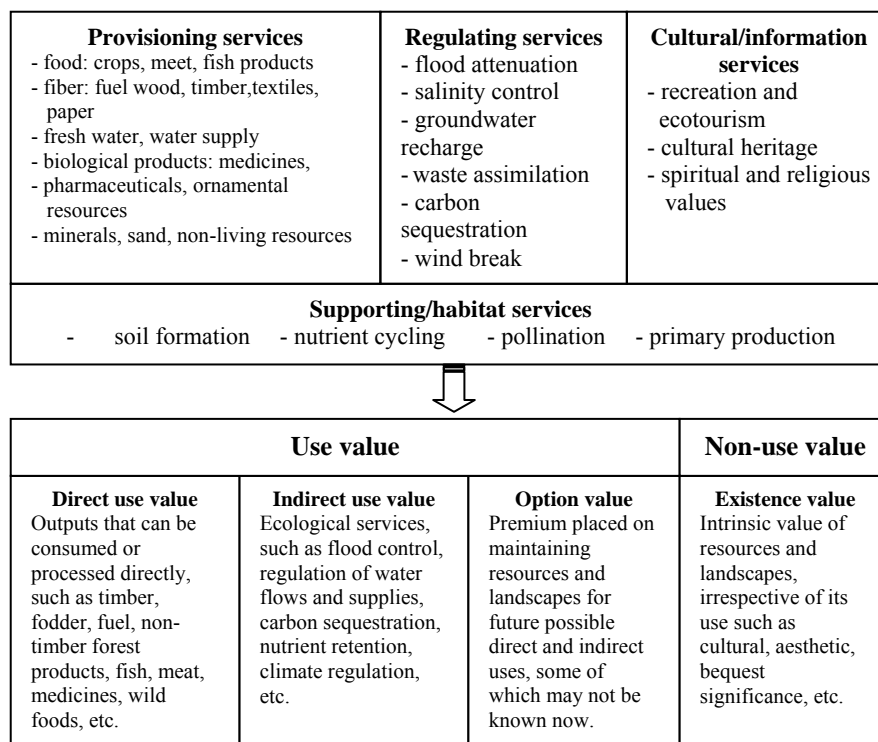 Provisioning services
- food: crops, meet, fish products
- fiber: fuel wood, timber,textiles,
paper
- fresh water, water supply
- biological products: medicines,
- pharmaceuticals, ornamental
resources
- minerals, sand, non-living resources
Regulating services
- flood attenuation
- salinity control
- groundwater
recharge
- waste assimilation
- carbon
sequestration
- wind break
Cultural/information
services
- recreation and
ecotourism
- cultural heritage
- spiritual and religious
values
Supporting/habitat services
- soil formation - nutrient cycling - pollination - primary production
Use value
Non-use value
Direct use value
Outputs that can be
consumed or
processed directly,
such as timber,
fodder, fuel, non-
timber forest
products, fish, meat,
medicines, wild
foods, etc.
Indirect use value
Ecological services,
such as flood control,
regulation of water
flows and supplies,
carbon sequestration,
nutrient retention,
climate regulation,
etc.
Option value
Premium placed on
maintaining
resources and
landscapes for
future possible
direct and indirect
uses, some of
which may not be
known now.
Existence value
Intrinsic value of
resources and
landscapes,
irrespective of its
use such as
cultural, aesthetic,
bequest
significance, etc.